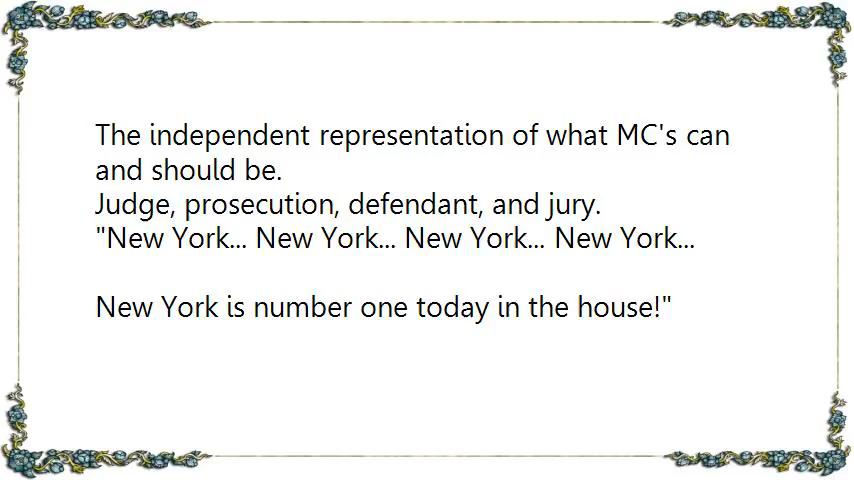 The independent representation of what MC's can
and should be.
Judge, prosecution, defendant, and jury.
"New York... New York... New York... New York...
New York is number one today in the house!"